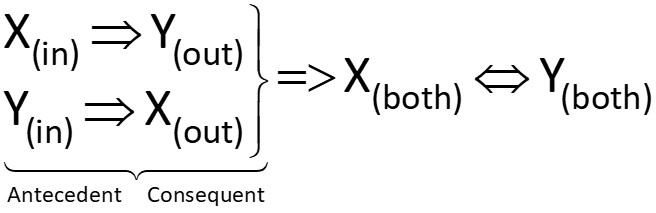 X(in) ⇒ Y(out)
Y(in) ⇒ X(out)
=> X(both) ⇔ Y(both)
Antecedent Consequent